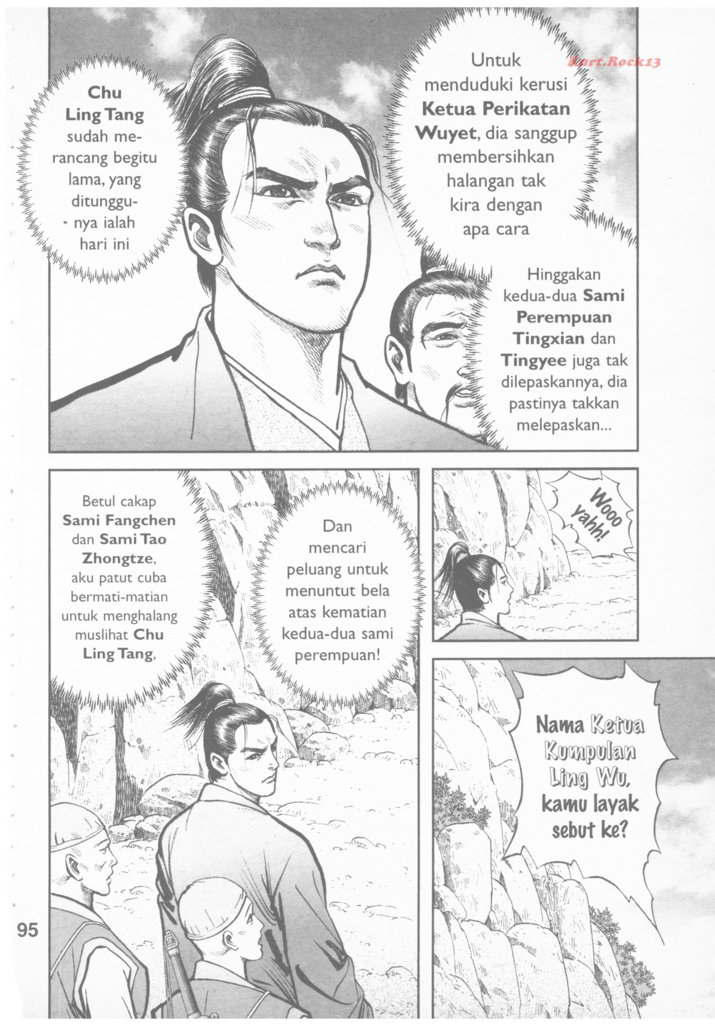 Chu
Ling Tang
sudah me-
rancang begitu
lama, yang
ditunggu-
nya ialah
hari ini
Untuk
menduduki kerusi
Ketua Perikatan
Wuyet, dia sanggup
membersihkan
halangan tak
kira dengan
apa cara
Hinggakan
kedua-dua Sami
Perempuan
Tingxian dan
Tingyee juga tak
dilepaskannya, dia
pastinya takkan
melepaskan...
Betul cakap
Sami Fangchen
dan Sami Tao
Zhongtze,
aku patut cuba
bermati-matian
untuk menghalang
muslihat Chu
Ling Tang,
Dan
mencari
peluang untuk
menuntut bela
atas kematian
kedua-dua sami
perempuan!
Wooo
yahh!
Nama Ketua
Kumpulan
Ling Wu,
kamu layak
sebut ke?
95